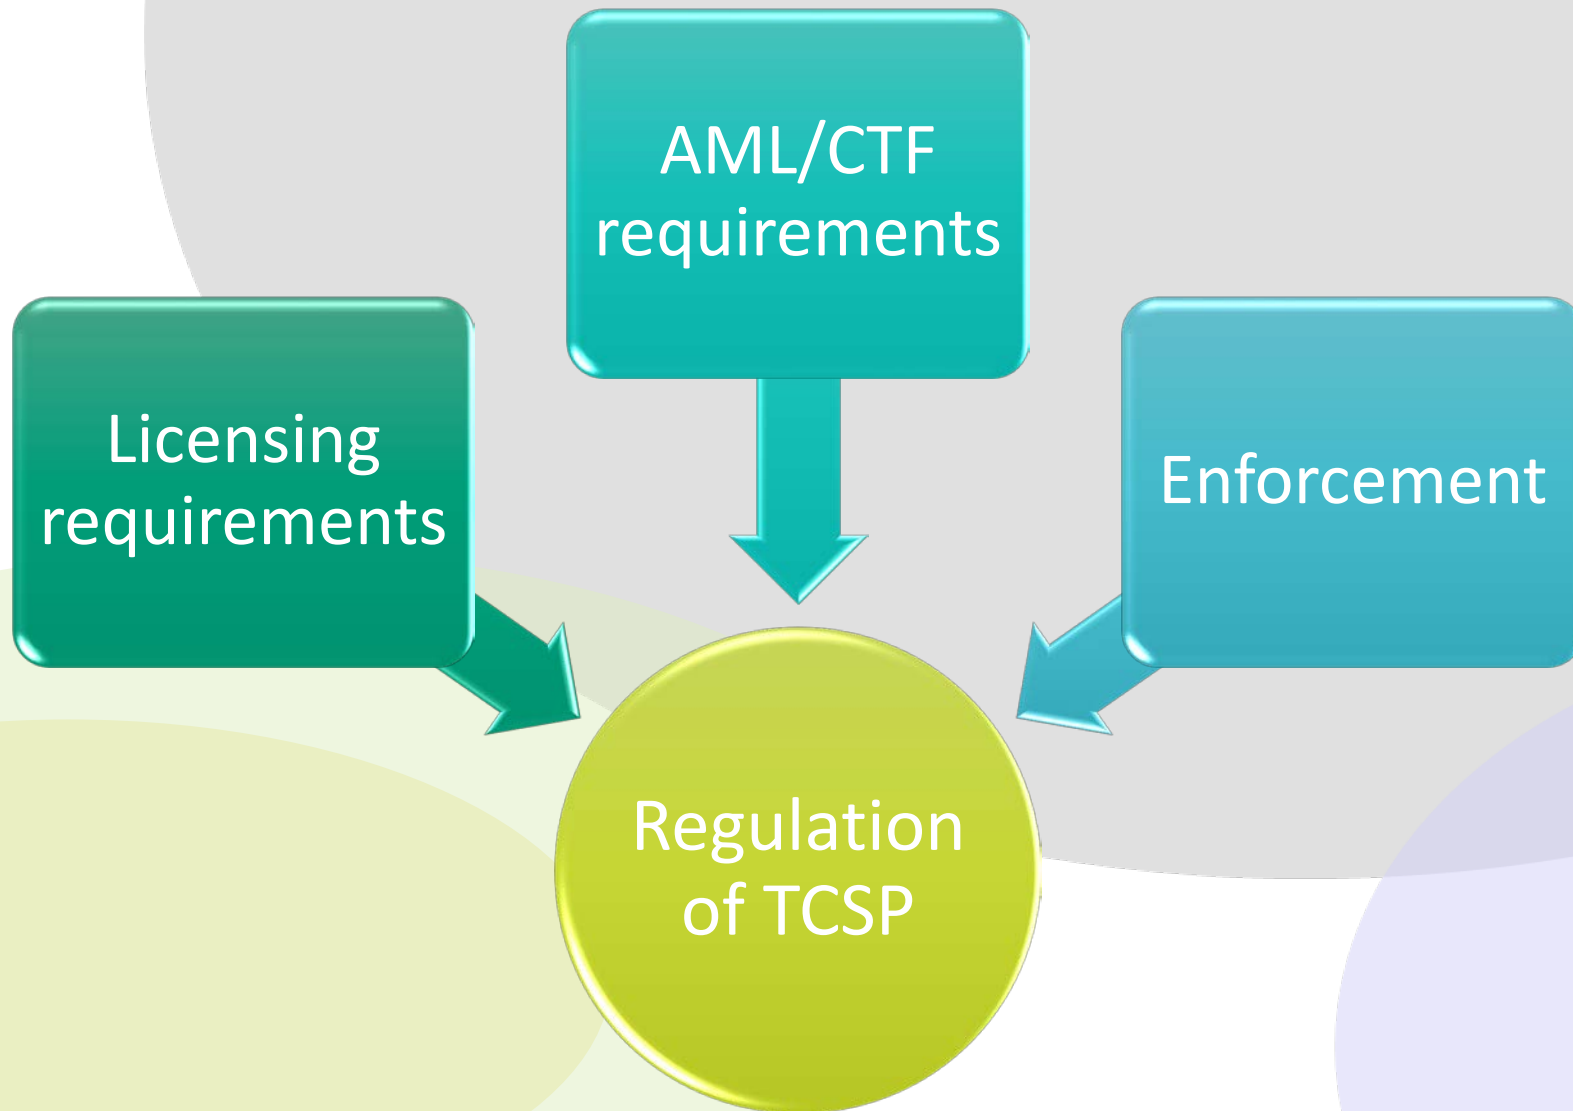 AML/CTF
requirements
Licensing
requirements
Enforcement
Regulation
of TCSP